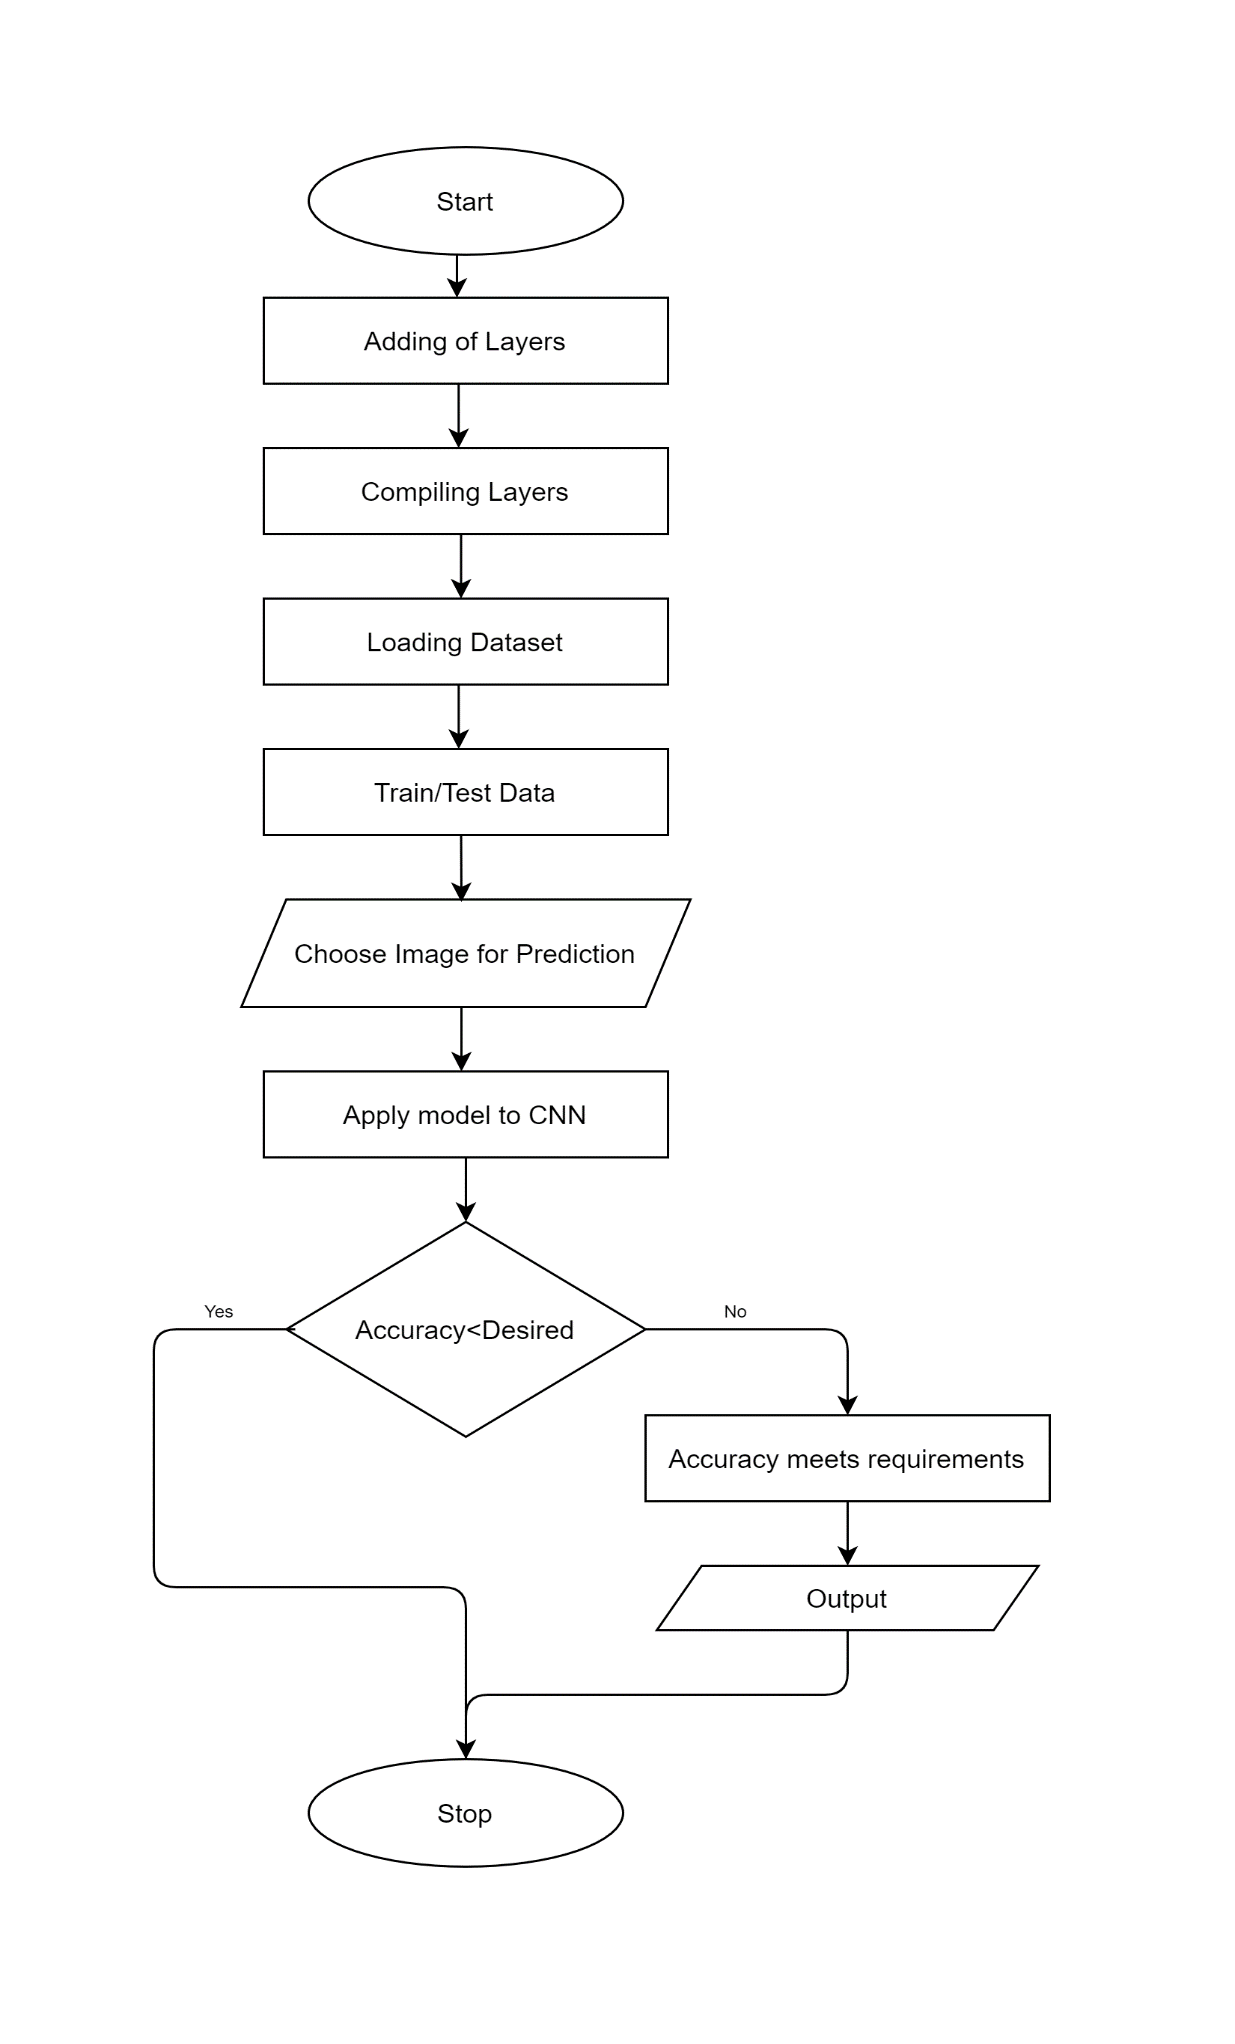 Start
Adding of Layers
Compiling Layers
Loading Dataset
Train/Test Data
Choose Image for Prediction
Apply model to CNN
Yes
No
Accuracy<Desired
Accuracy meets requirements
Output
Stop